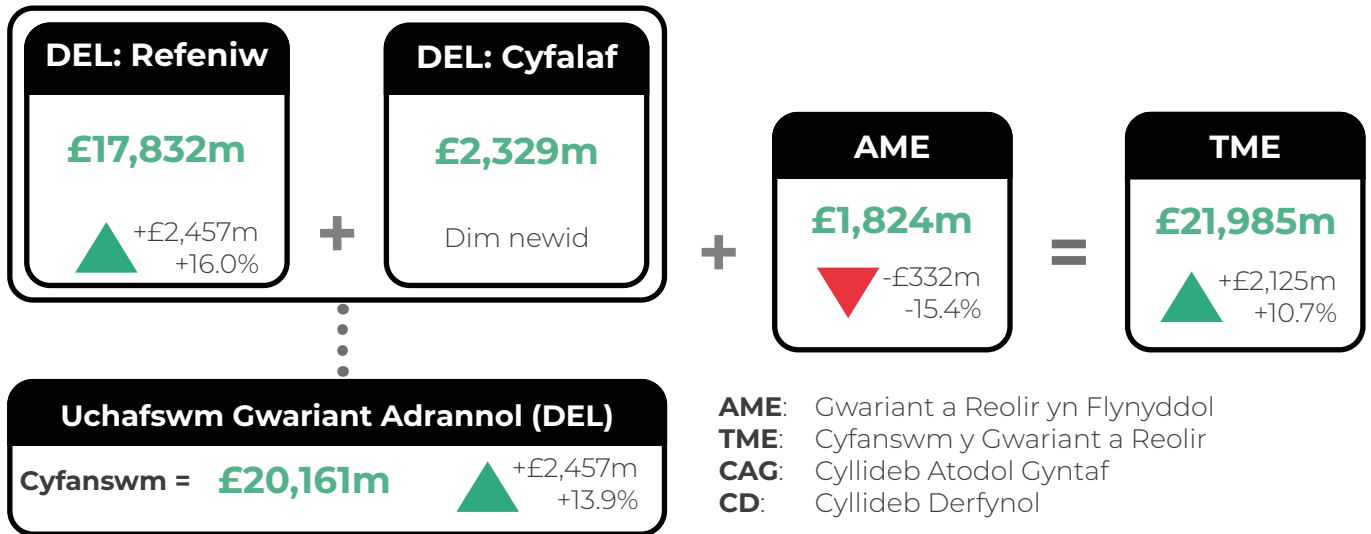 DEL: Refeniw
£17,832m
+£2,457m
+16.0%
+
DEL: Cyfalaf
£2,329m
Dim newid
+
AME
£1,824m
-£332m
-15.4%
=
TME
£21,985m
+£2,125m
+10.7%
Uchafswm Gwariant Adrannol (DEL)
Cyfanswm = £20,161m
+£2,457m
+13.9%
AME: Gwariant a Reolir yn Flynyddol
TME: Cyfanswm y Gwariant a Reolir
CAG: Cyllideb Atodol Gyntaf
CD: Cyllideb Derfynol